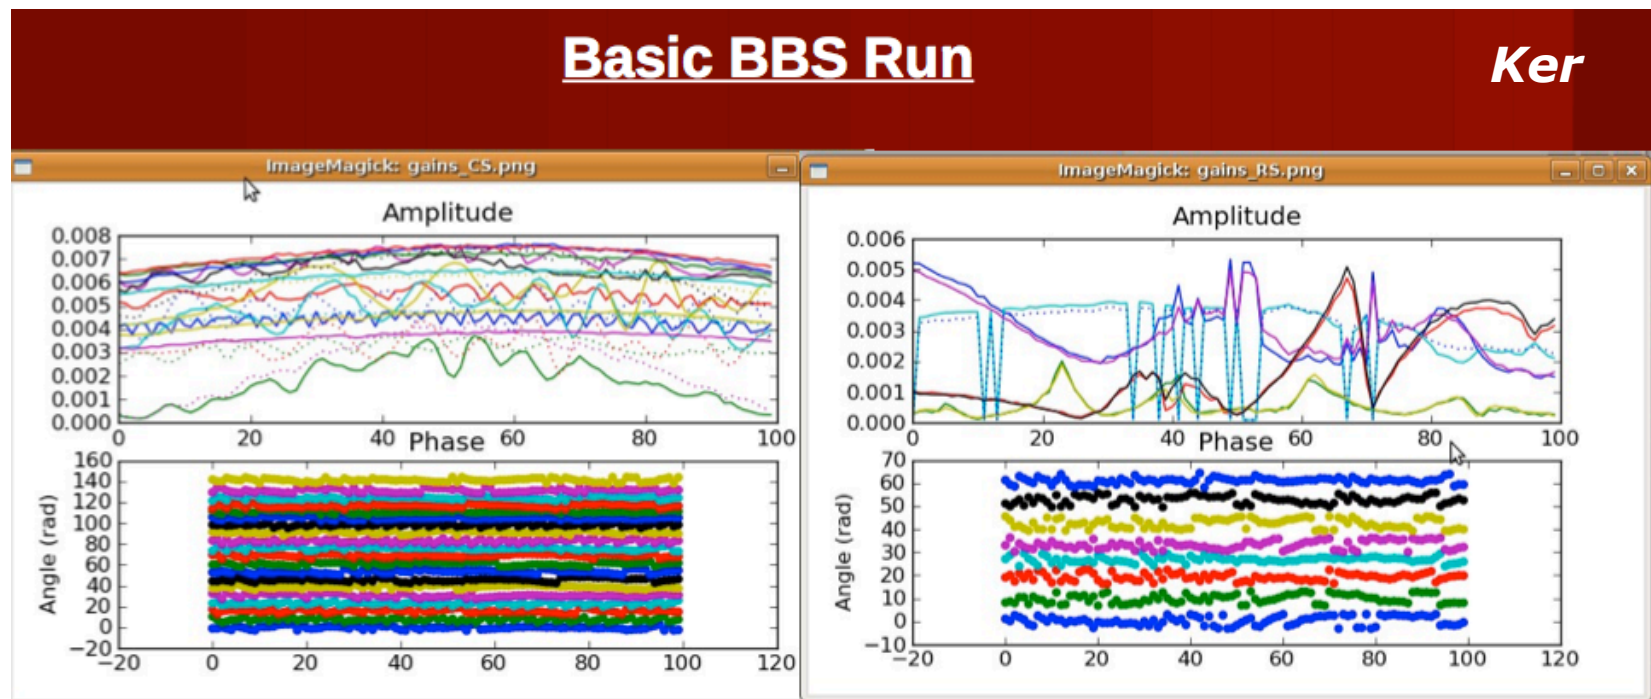 Basic BBS Run
Ker
ImageMagick: gains_CS.png
Amplitude
0.008
0.007
0.006
0.005
0.004
0.003
0.002
0.001
0.000
0 20 40 60 80 100
Phase
160
140
120
100
80
60
40
20
0
−20
Angle (rad)
−20 0 20 40 60 80 100 120
ImageMagick: gains_RS.png
Amplitude
0.006
0.005
0.004
0.003
0.002
0.001
0.000
0 20 40 60 80 100
Phase
70
60
50
40
30
20
10
0
−10
Angle (rad)
−20 0 20 40 60 80 100 120